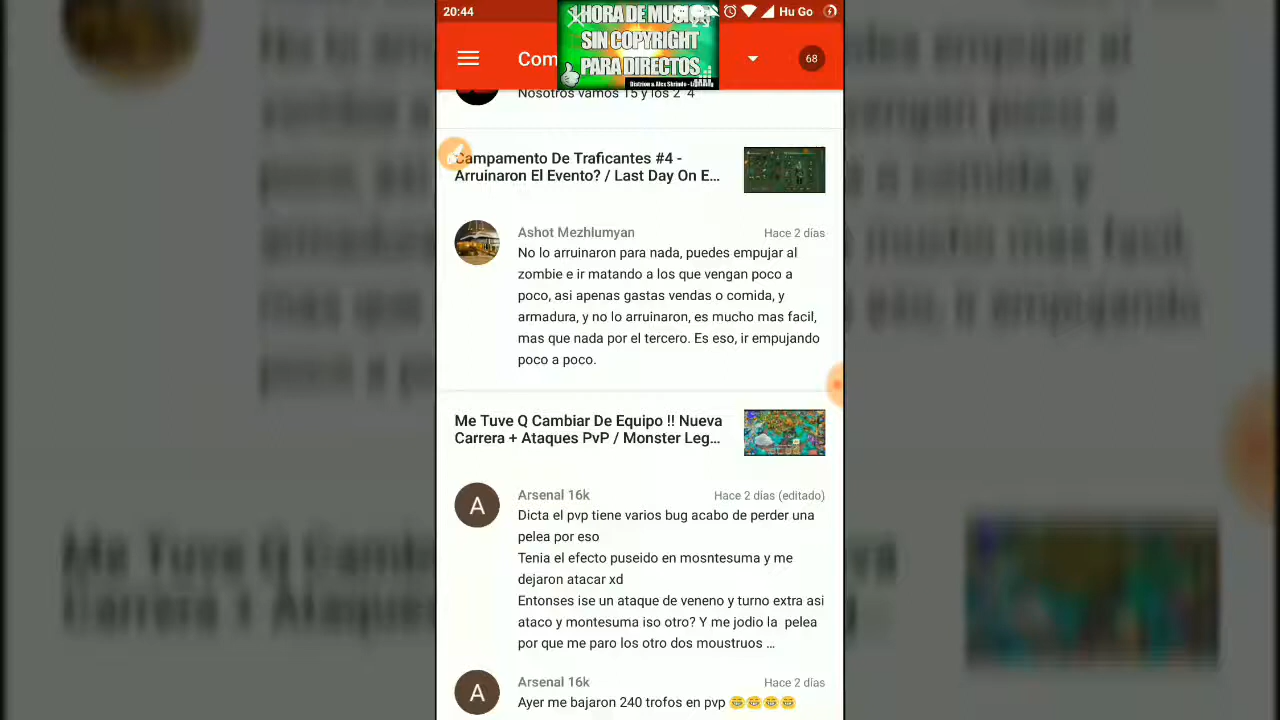 20:44
Hu Go
1 HORA DE MUSICA
SIN COPYRIGHT
PARA DIRECTOS
Com
68
Nosotros vamos 15 y los 2 4
Campamento De Traficantes #4 -
Arruinaron El Evento? / Last Day On E...
Ashot Mezhlumyan
Hace 2 días
No lo arruinaron para nada, puedes empujar al
zombie e ir matando a los que vengan poco a
poco, asi apenas gastas vendas o comida, y
armadura, y no lo arruinaron, es mucho mas facil,
mas que nada por el tercero. Es eso, ir empujando
poco a poco.
Me Tuve Q Cambiar De Equipo !! Nueva
Carrera + Ataques PvP / Monster Leg...
A
Arsenal 16k
Hace 2 días (editado)
Dicta el pvp tiene varios bug acabo de perder una
pelea por eso
Tenia el efecto puseido en mosntesuma y me
dejaron atacar xd
Entonses ise un ataque de veneno y turno extra asi
ataco y montesuma iso otro? Y me jodio la pelea
por que me paro los otro dos moustruos ...
A
Arsenal 16k
Hace 2 días
Ayer me bajaron 240 trofos en pvp 😂😂😂😂